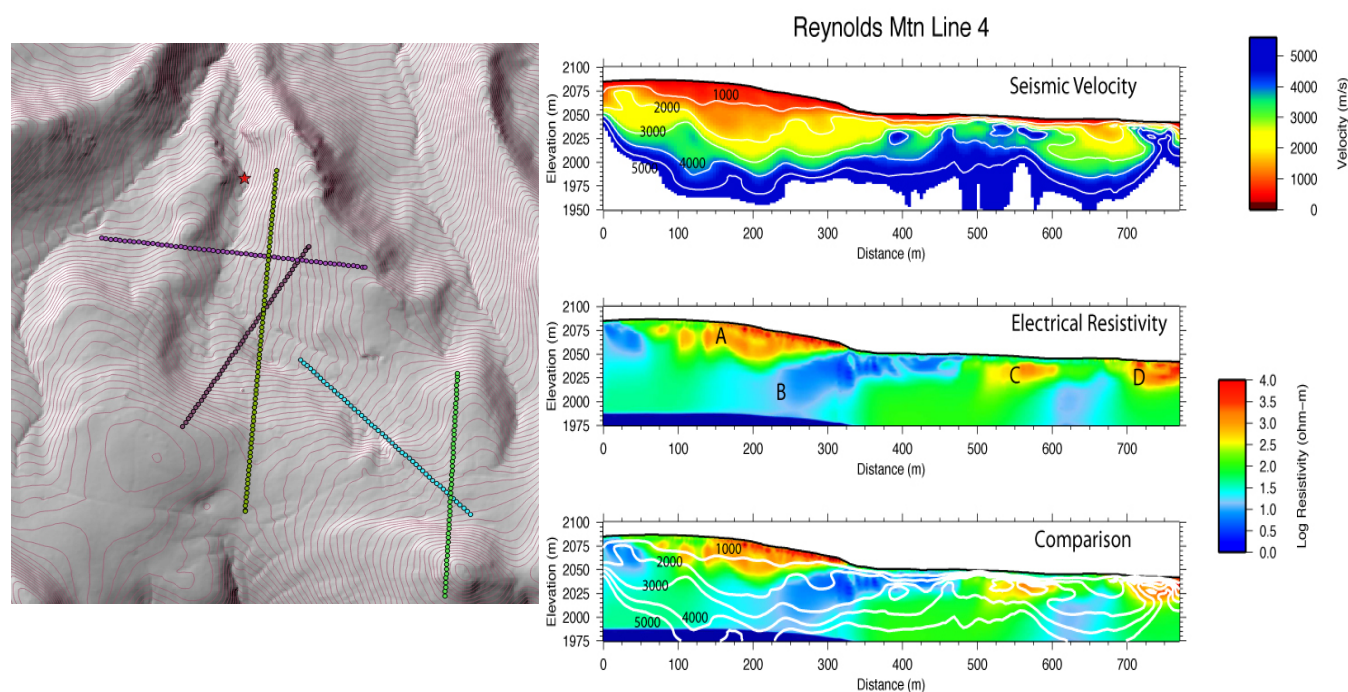 Reynolds Mtn Line 4
Seismic Velocity
Elevation (m)
2100
2075
2050
2025
2000
1975
1950
1000
2000
3000
4000
5000
0 100 200 300 400 500 600 700
Distance (m)
5000
4000
3000
2000
1000
0
Velocity (m/s)
Electrical Resistivity
Elevation (m)
2100
2075
2050
2025
2000
1975
A
B
C
D
0 100 200 300 400 500 600 700
Distance (m)
4.0
3.5
3.0
2.5
2.0
1.5
1.0
0.5
0.0
Log Resistivity (ohm-m)
Comparison
Elevation (m)
2100
2075
2050
2025
2000
1975
1000
2000
3000
4000
5000
0 100 200 300 400 500 600 700
Distance (m)